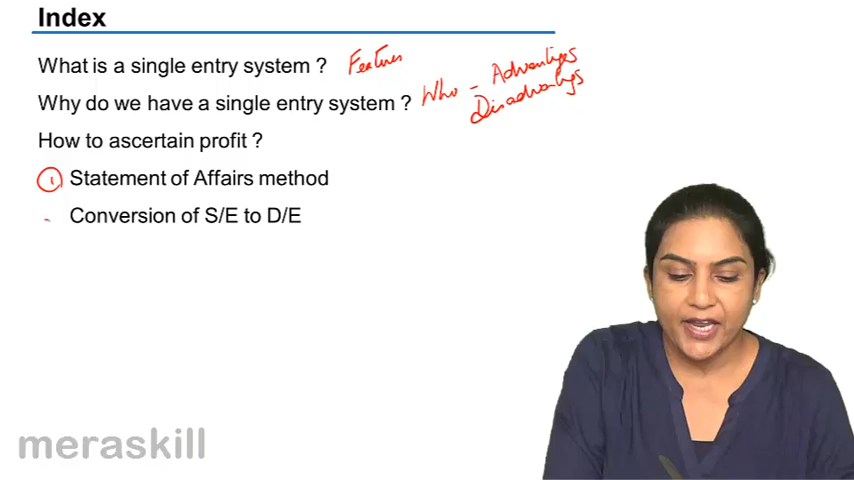 Index
What is a single entry system ? Features
Why do we have a single entry system ? Who - Advantages
Disadvantages
How to ascertain profit ?
1 Statement of Affairs method
Conversion of S/E to D/E
meraskill